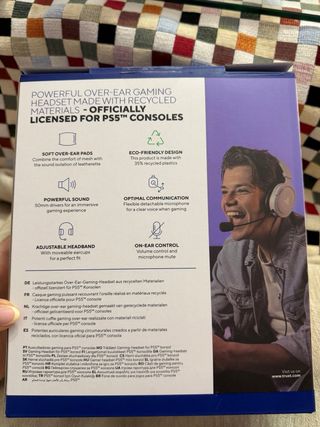 POWERFUL OVER-EAR GAMING
HEADSET MADE WITH RECYCLED
MATERIALS - OFFICIALLY
LICENSED FOR PS5™ CONSOLES
SOFT OVER-EAR PADS
Combine the comfort of mesh with
the sound isolation of leatherette
ECO-FRIENDLY DESIGN
This product is made with
35% recycled plastics
POWERFUL SOUND
50mm drivers for an immersive
gaming experience
OPTIMAL COMMUNICATION
Flexible detachable microphone
for a clear voice when gaming
ADJUSTABLE HEADBAND
With moveable earcups
for a perfect fit
ON-EAR CONTROL
Volume control and
microphone mute
DE Leistungsstarkes Over-Ear-Gaming-Headset aus recycelten Materialien
- offiziell lizenziert für PS5™ Konsolen
FR Casque gaming puissant recouvrant l'oreille réalisé en matériaux recyclés
- Licence officielle pour PS5™ console
NL Krachtige over-ear gaming-headset gemaakt van gerecyclede materialen
- officieel gelicentieerd voor PS5™ console
IT Potenti cuffie gaming over-ear realizzate con materiali riciclati
- licenza ufficiale per PS5™ console
ES Potentes auriculares gaming circumaurales creados a partir de materiales
reciclados, con licencia oficial para PS5™ console
Visit us on
www.trust.com